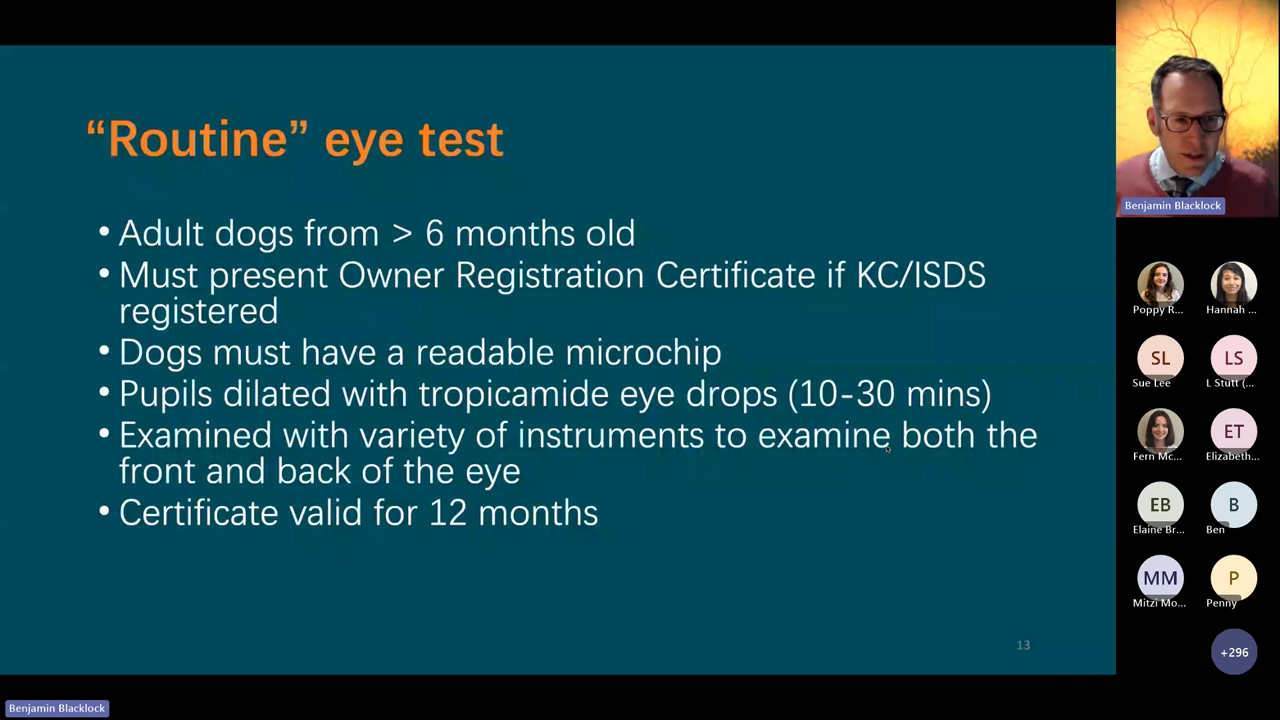 “Routine” eye test
• Adult dogs from > 6 months old
• Must present Owner Registration Certificate if KC/ISDS
registered
• Dogs must have a readable microchip
• Pupils dilated with tropicamide eye drops (10-30 mins)
• Examined with variety of instruments to examine both the
front and back of the eye
• Certificate valid for 12 months
13
Benjamin Blacklock
Poppy R...
Hannah ...
SL
LS
Sue Lee
L Stutt (...
ET
Fern Mc...
Elizabeth...
EB
B
Elaine Br...
Ben
MM
P
Mitzi Mo...
Penny
+296
Benjamin Blacklock